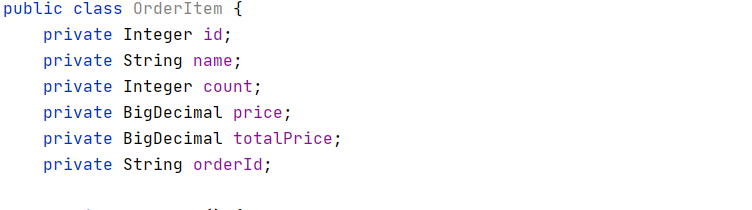 public class OrderItem {
    private Integer id;
    private String name;
    private Integer count;
    private BigDecimal price;
    private BigDecimal totalPrice;
    private String orderId;